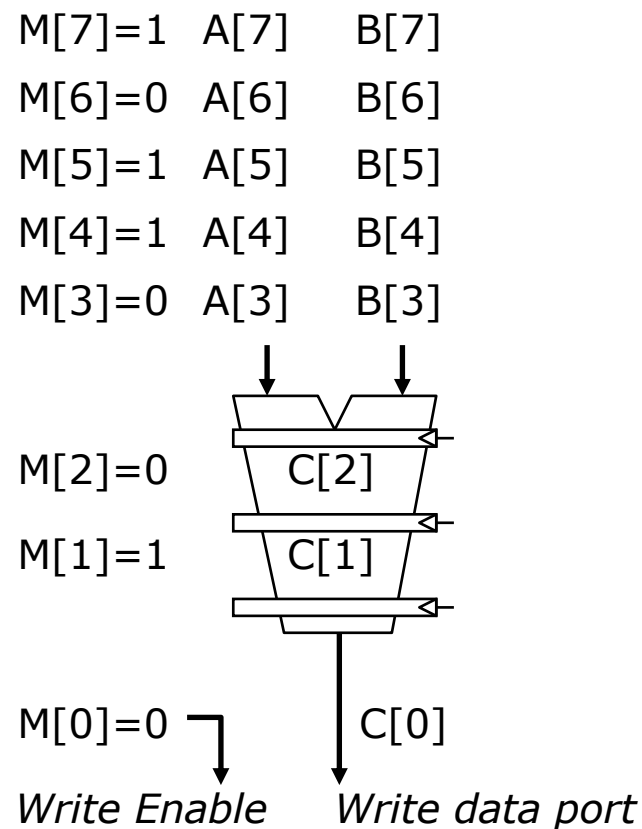 M[7]=1 A[7] B[7]
M[6]=0 A[6] B[6]
M[5]=1 A[5] B[5]
M[4]=1 A[4] B[4]
M[3]=0 A[3] B[3]
M[2]=0 C[2]
M[1]=1 C[1]
M[0]=0 C[0]
Write Enable Write data port